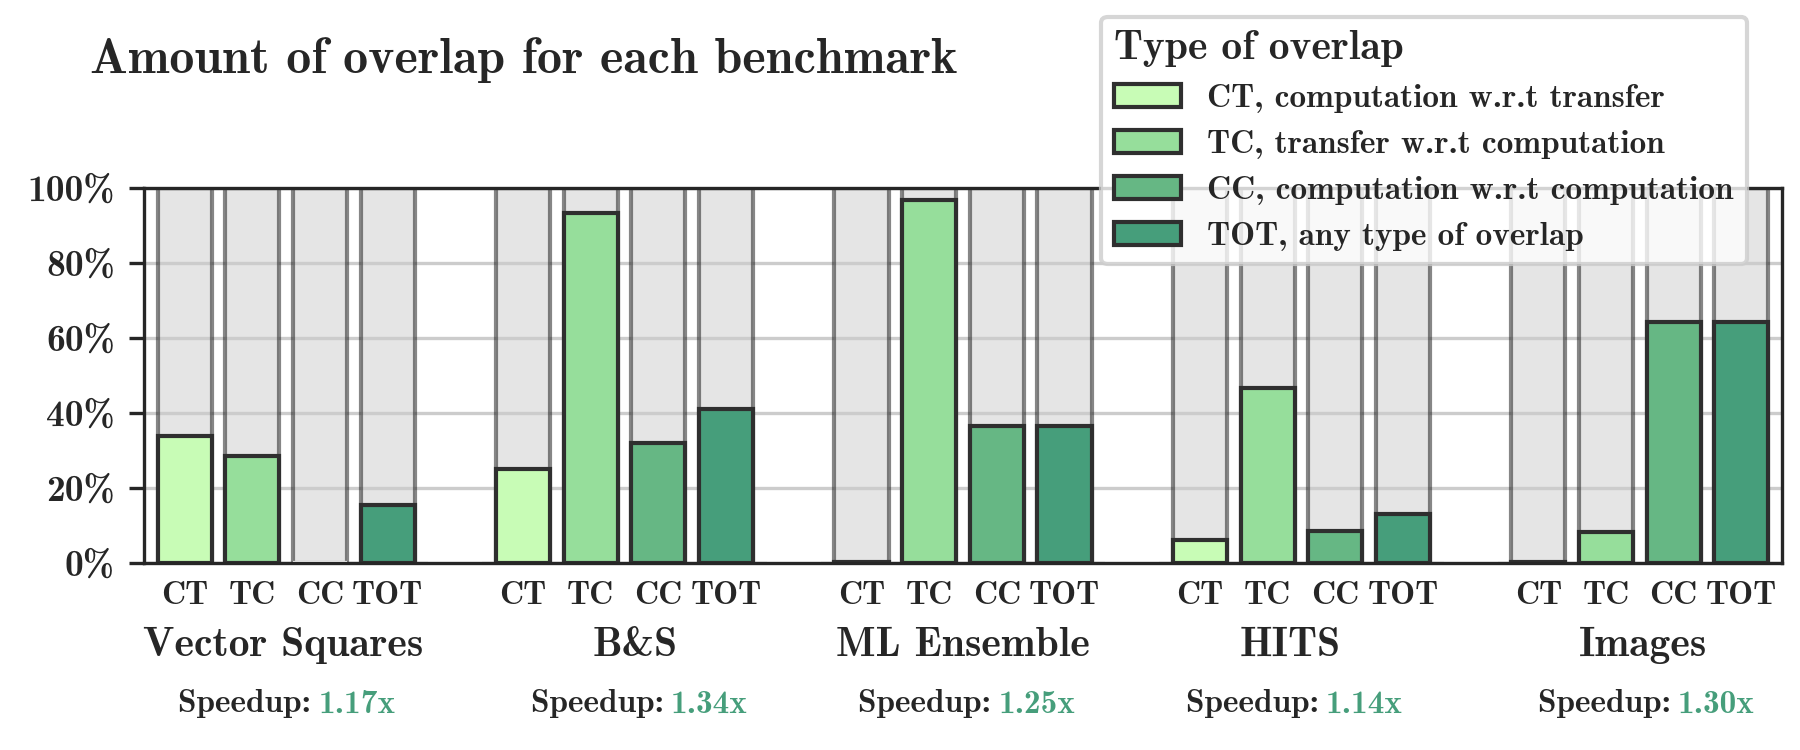 Amount of overlap for each benchmark
Type of overlap
CT, computation w.r.t transfer
TC, transfer w.r.t computation
CC, computation w.r.t computation
TOT, any type of overlap
100%
80%
60%
40%
20%
0%
CT TC CC TOT CT TC CC TOT CT TC CC TOT CT TC CC TOT CT TC CC TOT
Vector Squares B&S ML Ensemble HITS Images
Speedup: 1.17x Speedup: 1.34x Speedup: 1.25x Speedup: 1.14x Speedup: 1.30x